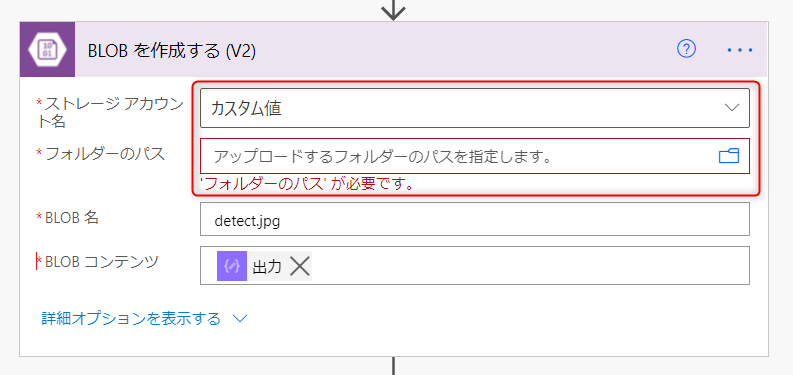 BLOB を作成する (V2)
*ストレージ アカウン
ト名
カスタム値
*フォルダーのパス
アップロードするフォルダーのパスを指定します。
'フォルダーのパス' が必要です。
*BLOB 名
detect.jpg
*BLOB コンテンツ
出力
詳細オプションを表示する